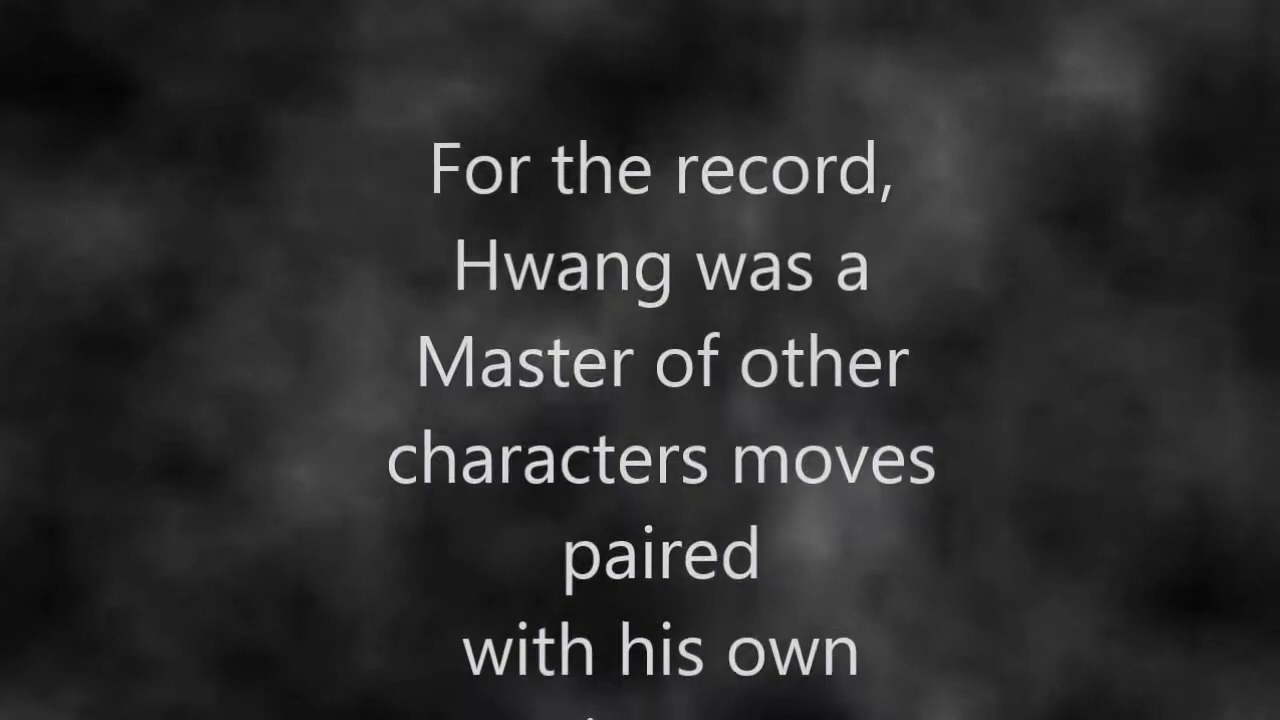 For the record,
Hwang was a
Master of other
characters moves
paired
with his own